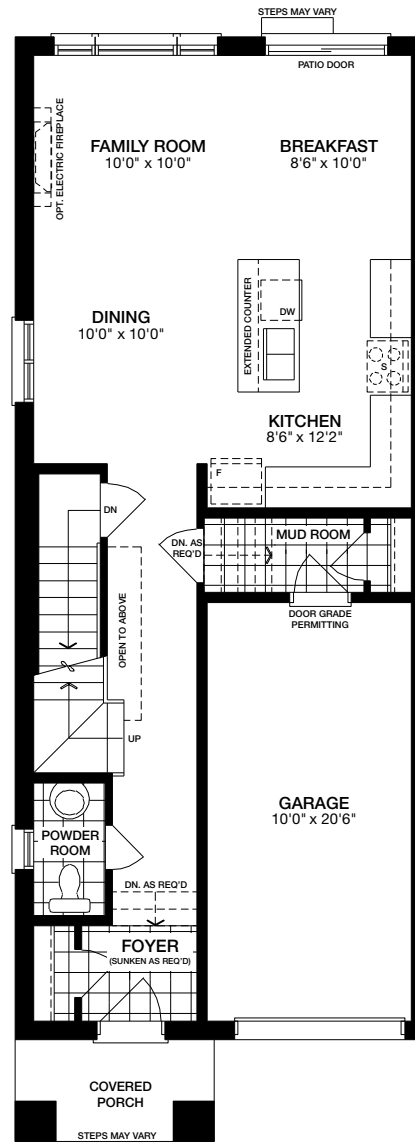 STEPS MAY VARY
PATIO DOOR
OPT. ELECTRIC FIREPLACE
FAMILY ROOM
10'0" x 10'0"
BREAKFAST
8'6" x 10'0"
DINING
10'0" x 10'0"
EXTENDED COUNTER
DW
S
KITCHEN
8'6" x 12'2"
F
DN
DN. AS
REQ'D
MUD ROOM
OPEN TO ABOVE
DOOR GRADE
PERMITTING
UP
GARAGE
10'0" x 20'6"
POWDER
ROOM
DN. AS REQ'D
FOYER
(SUNKEN AS REQ'D)
COVERED
PORCH
STEPS MAY VARY